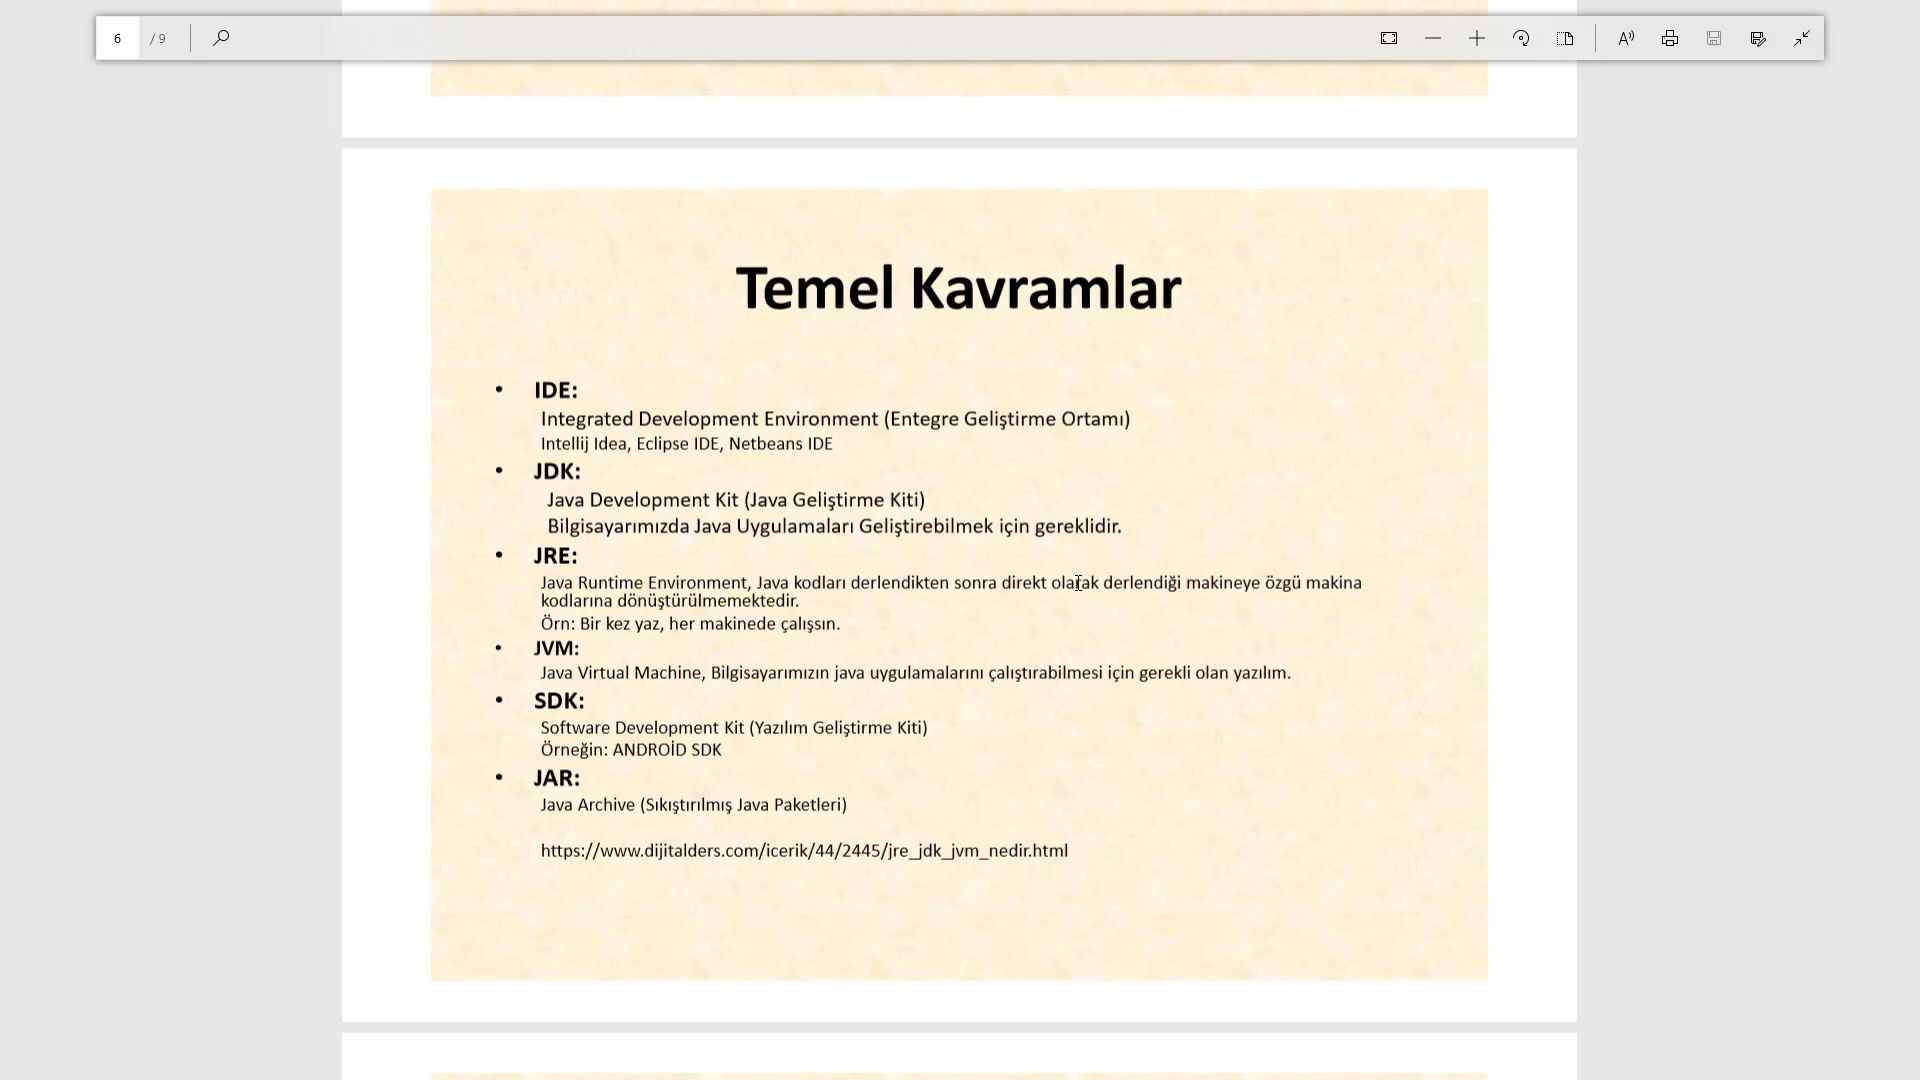 6 / 9
Temel Kavramlar
• IDE:
Integrated Development Environment (Entegre Geliştirme Ortamı)
Intellij Idea, Eclipse IDE, Netbeans IDE
• JDK:
Java Development Kit (Java Geliştirme Kiti)
Bilgisayarımızda Java Uygulamaları Geliştirebilmek için gereklidir.
• JRE:
Java Runtime Environment, Java kodları derlendikten sonra direkt olarak derlendiği makineye özgü makina
kodlarına dönüştürülmemektedir.
Örn: Bir kez yaz, her makinede çalışsın.
• JVM:
Java Virtual Machine, Bilgisayarımızın java uygulamalarını çalıştırabilmesi için gerekli olan yazılım.
• SDK:
Software Development Kit (Yazılım Geliştirme Kiti)
Örneğin: ANDROİD SDK
• JAR:
Java Archive (Sıkıştırılmış Java Paketleri)
https://www.dijitalders.com/icerik/44/2445/jre_jdk_jvm_nedir.html